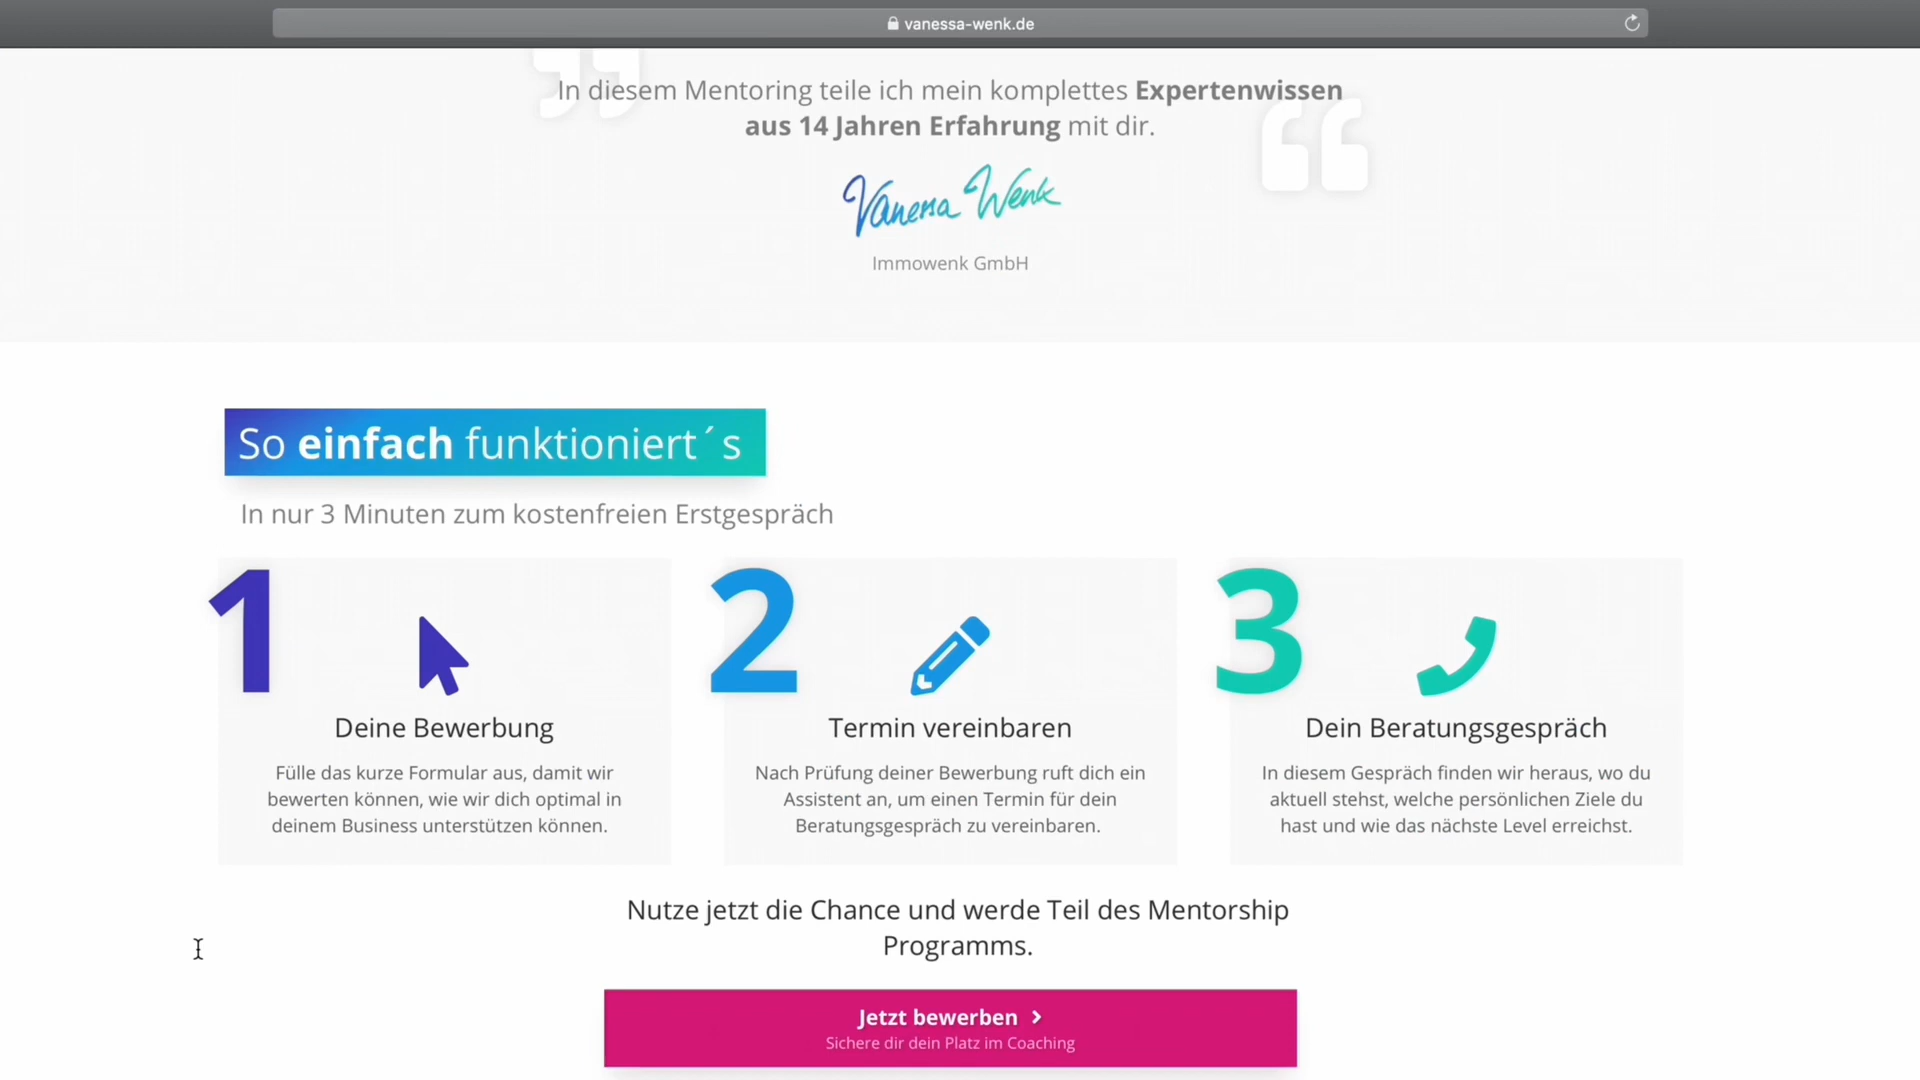 vanessa-wenk.de
In diesem Mentoring teile ich mein komplettes Expertenwissen
aus 14 Jahren Erfahrung mit dir.
Vanessa Wenk
Immowenk GmbH
So einfach funktioniert´s
In nur 3 Minuten zum kostenfreien Erstgespräch
1
Deine Bewerbung
Fülle das kurze Formular aus, damit wir
bewerten können, wie wir dich optimal in
deinem Business unterstützen können.
2
Termin vereinbaren
Nach Prüfung deiner Bewerbung ruft dich ein
Assistent an, um einen Termin für dein
Beratungsgespräch zu vereinbaren.
3
Dein Beratungsgespräch
In diesem Gespräch finden wir heraus, wo du
aktuell stehst, welche persönlichen Ziele du
hast und wie das nächste Level erreichst.
Nutze jetzt die Chance und werde Teil des Mentorship
Programms.
Jetzt bewerben
Sichere dir dein Platz im Coaching